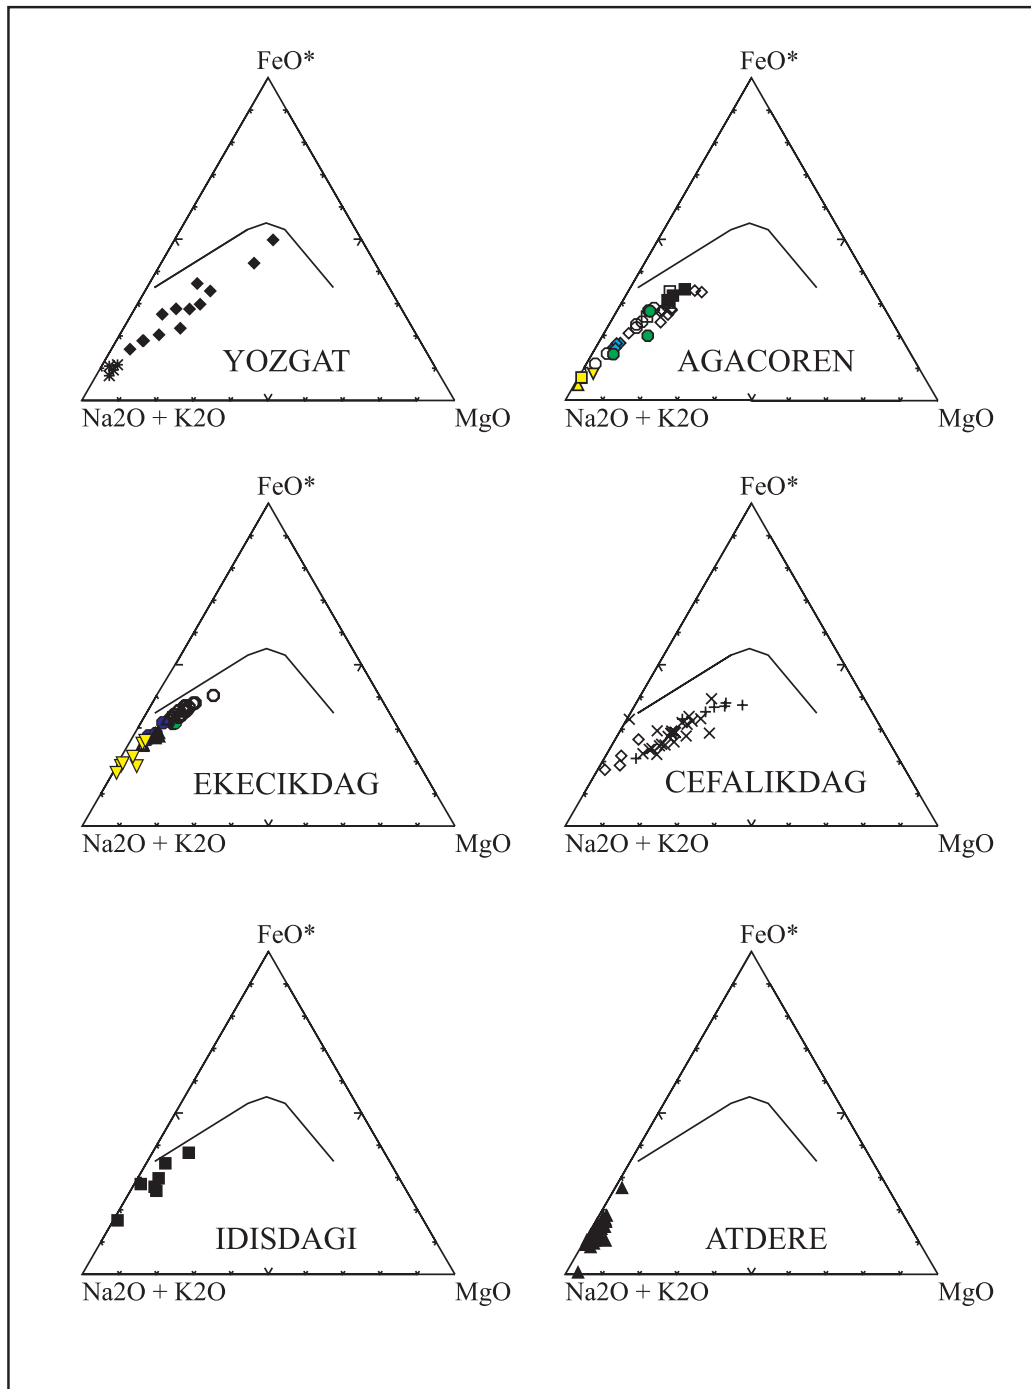 FeO* FeO*
YOZGAT AGACOREN
Na2O + K2O MgO Na2O + K2O MgO
FeO* FeO*
EKECIKDAG CEFALIKDAG
Na2O + K2O MgO Na2O + K2O MgO
FeO* FeO*
IDISDAGI ATDERE
Na2O + K2O MgO Na2O + K2O MgO